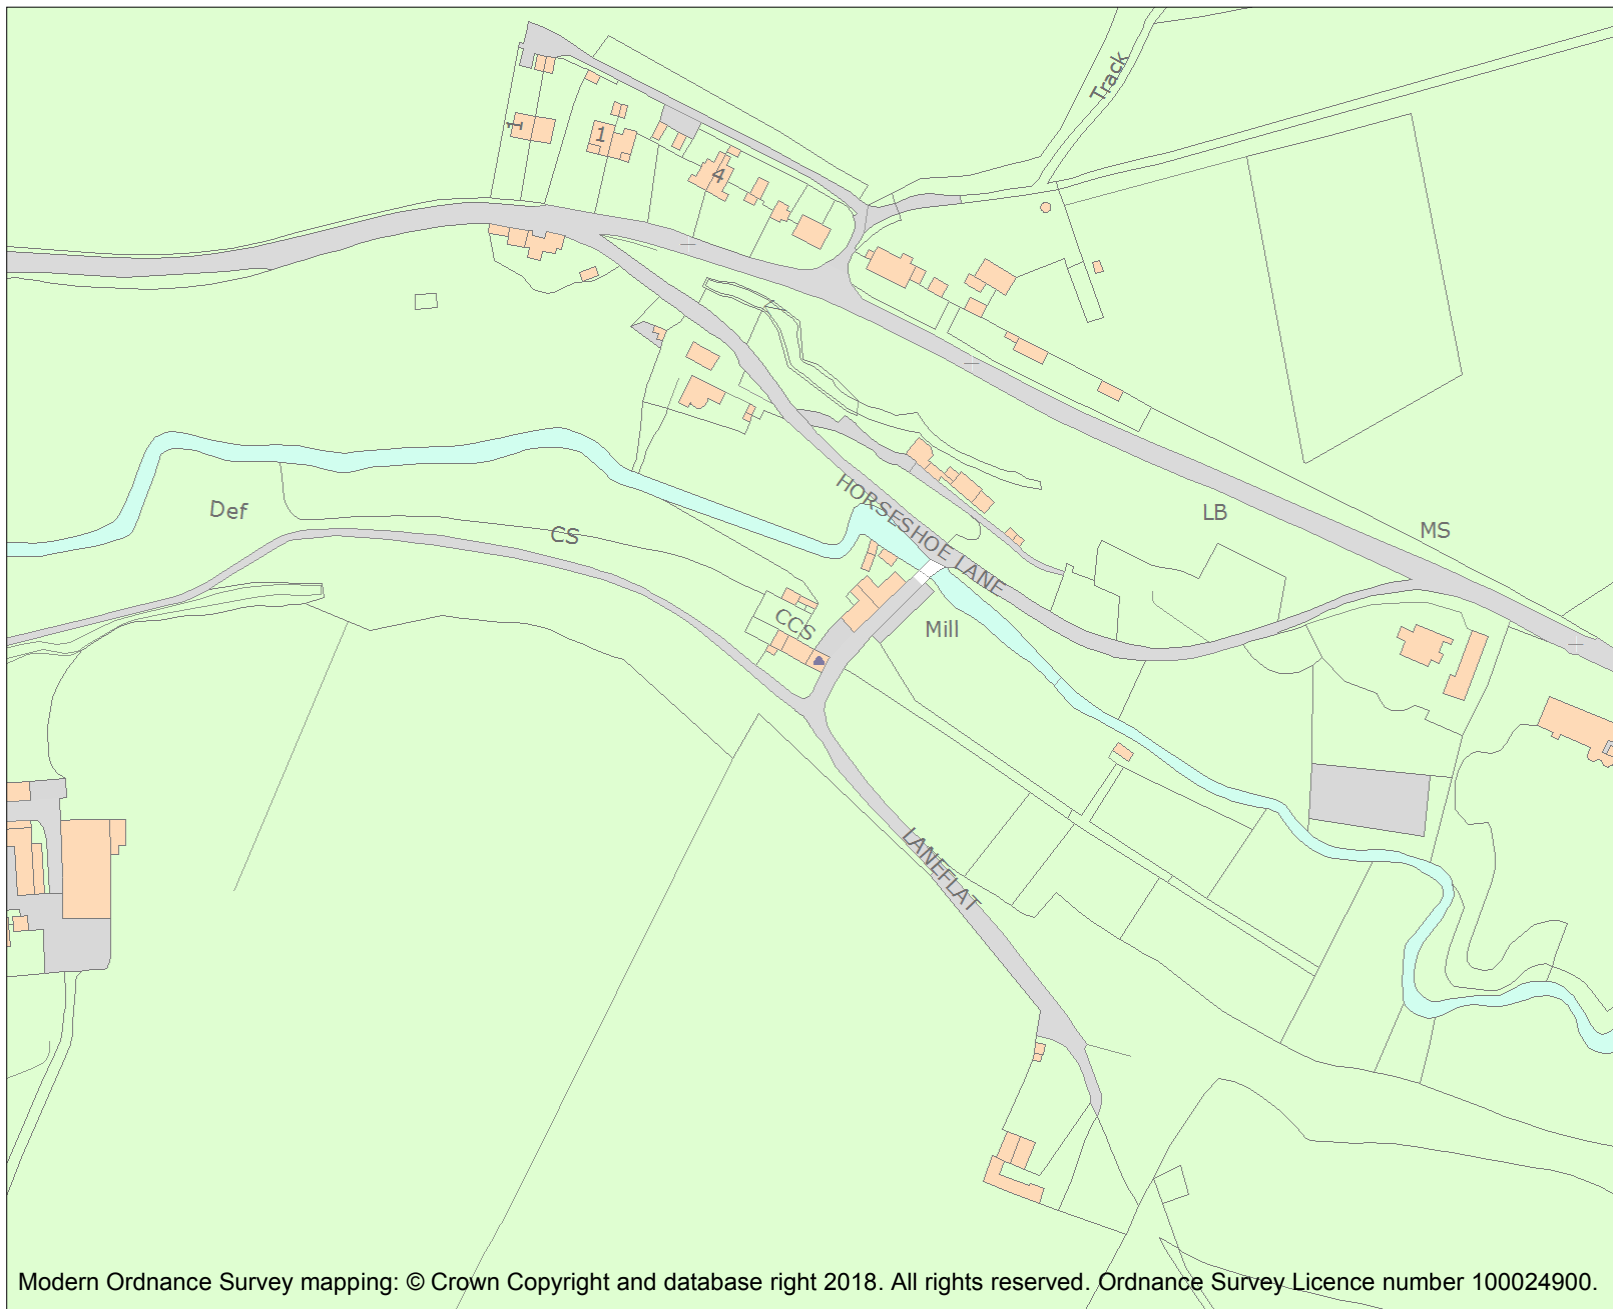 Track
1
1
4
HORSESHOE LANE
Def
CS
LB
MS
CCS
Mill
LANEFLAT
Modern Ordnance Survey mapping: © Crown Copyright and database right 2018. All rights reserved. Ordnance Survey Licence number 100024900.